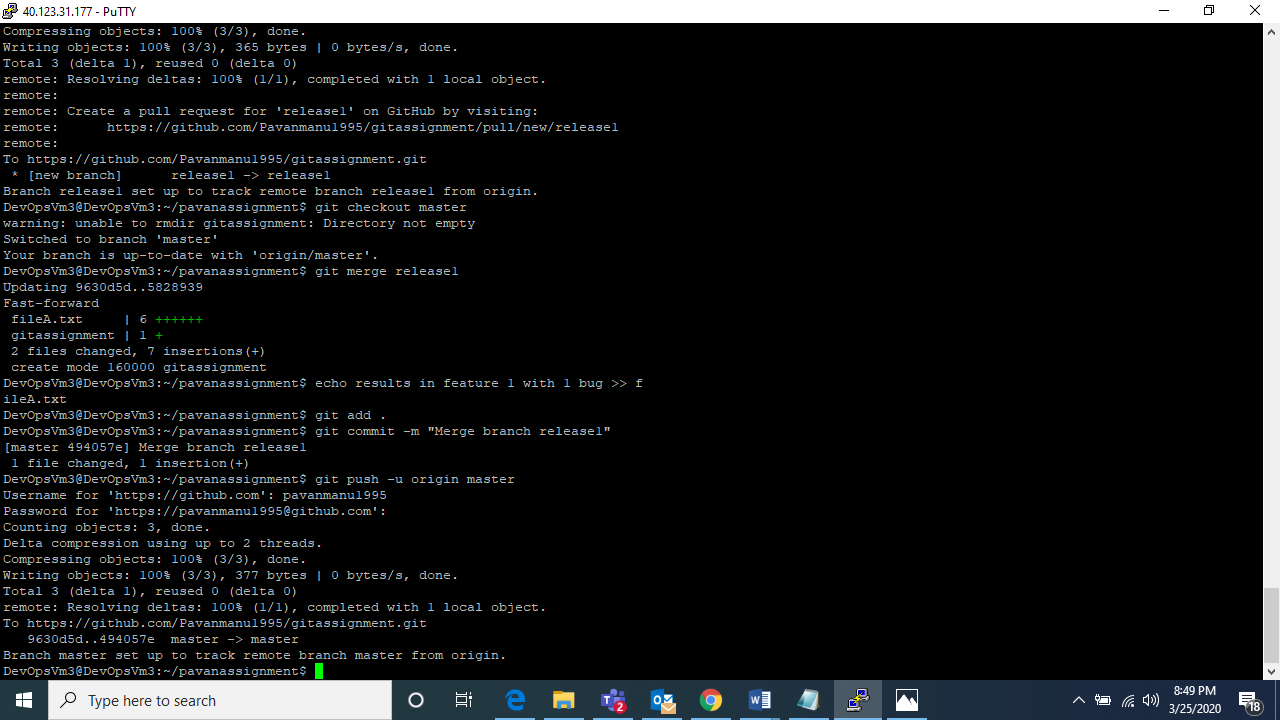 40.123.31.177 - PuTTY
Compressing objects: 100% (3/3), done.
Writing objects: 100% (3/3), 365 bytes | 0 bytes/s, done.
Total 3 (delta 1), reused 0 (delta 0)
remote: Resolving deltas: 100% (1/1), completed with 1 local object.
remote:
remote: Create a pull request for 'release1' on GitHub by visiting:
remote:      https://github.com/Pavanmanu1995/gitassignment/pull/new/release1
remote:
To https://github.com/Pavanmanu1995/gitassignment.git
 * [new branch]      release1 -> release1
Branch release1 set up to track remote branch release1 from origin.
DevOpsVm3@DevOpsVm3:~/pavanassignment$ git checkout master
warning: unable to rmdir gitassignment: Directory not empty
Switched to branch 'master'
Your branch is up-to-date with 'origin/master'.
DevOpsVm3@DevOpsVm3:~/pavanassignment$ git merge release1
Updating 9630d5d..5828939
Fast-forward
 fileA.txt     | 6 ++++++
 gitassignment | 1 +
 2 files changed, 7 insertions(+)
 create mode 160000 gitassignment
DevOpsVm3@DevOpsVm3:~/pavanassignment$ echo results in feature 1 with 1 bug >> f
ileA.txt
DevOpsVm3@DevOpsVm3:~/pavanassignment$ git add .
DevOpsVm3@DevOpsVm3:~/pavanassignment$ git commit -m "Merge branch release1"
[master 494057e] Merge branch release1
 1 file changed, 1 insertion(+)
DevOpsVm3@DevOpsVm3:~/pavanassignment$ git push -u origin master
Username for 'https://github.com': pavanmanu1995
Password for 'https://pavanmanu1995@github.com':
Counting objects: 3, done.
Delta compression using up to 2 threads.
Compressing objects: 100% (3/3), done.
Writing objects: 100% (3/3), 377 bytes | 0 bytes/s, done.
Total 3 (delta 1), reused 0 (delta 0)
remote: Resolving deltas: 100% (1/1), completed with 1 local object.
To https://github.com/Pavanmanu1995/gitassignment.git
   9630d5d..494057e  master -> master
Branch master set up to track remote branch master from origin.
DevOpsVm3@DevOpsVm3:~/pavanassignment$
Type here to search
2
8:49 PM
3/25/2020
18